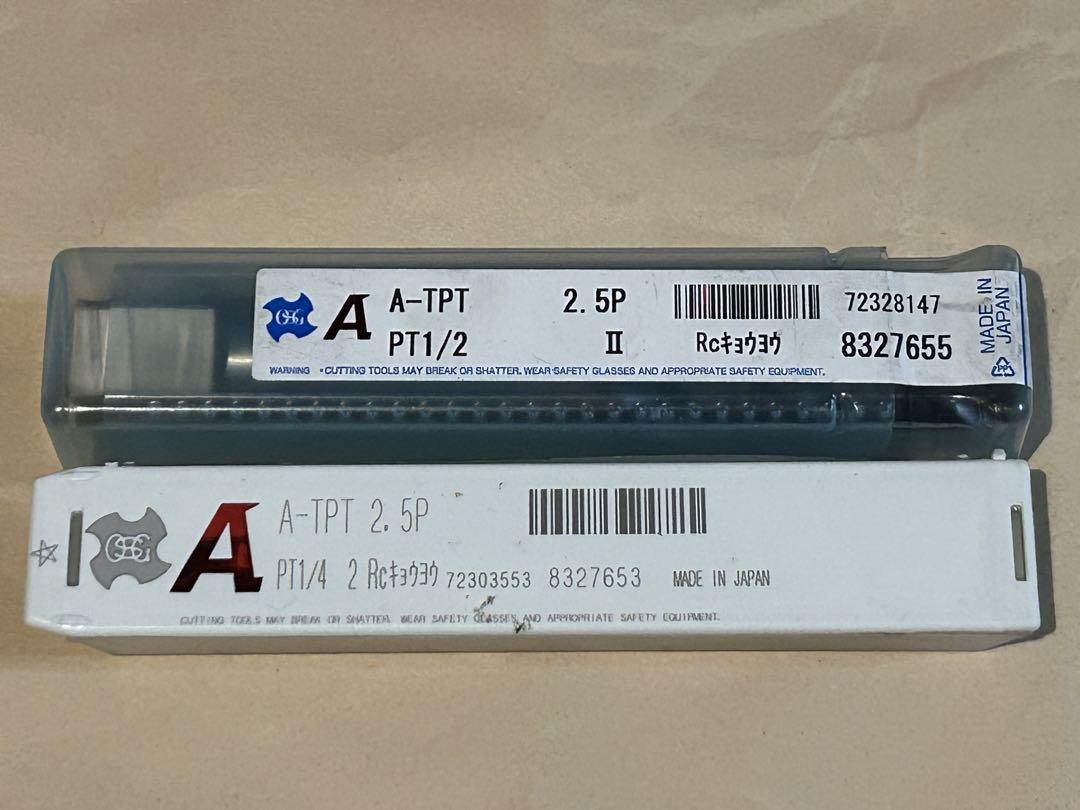 OSG A A-TPT 2.5P 72328147
PT1/2 II Rcキョウヨウ 8327655
WARNING •CUTTING TOOLS MAY BREAK OR SHATTER. WEAR SAFETY GLASSES AND APPROPRIATE SAFETY EQUIPMENT.
MADE IN
JAPAN
PP
OSG A A-TPT 2.5P
PT1/4 2 Rcキョウヨウ 72303553 8327653 MADE IN JAPAN
CUTTING TOOLS MAY BREAK OR SHATTER. WEAR SAFETY GLASSES AND APPROPRIATE SAFETY EQUIPMENT.